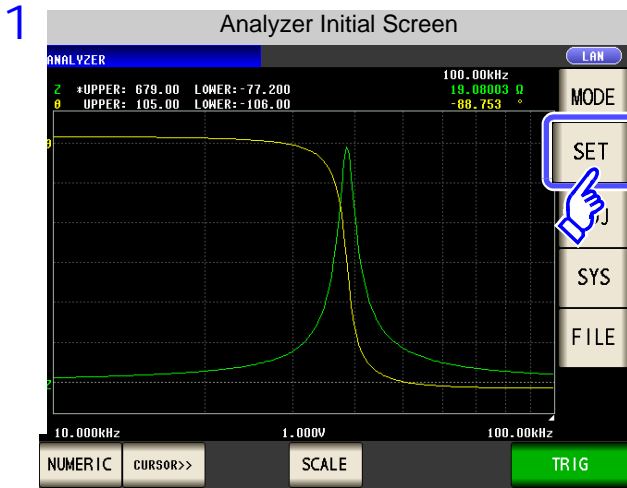 1
Analyzer Initial Screen
ANALYZER
LAN
100.00kHz
Z *UPPER: 679.00 LOWER:-77.200 19.08003 Ω
θ UPPER: 105.00 LOWER:-106.00 -88.753 °
MODE
SET
J
SYS
FILE
θ
Z
10.000kHz 1.000V 100.00kHz
NUMERIC CURSOR>> SCALE TRIG